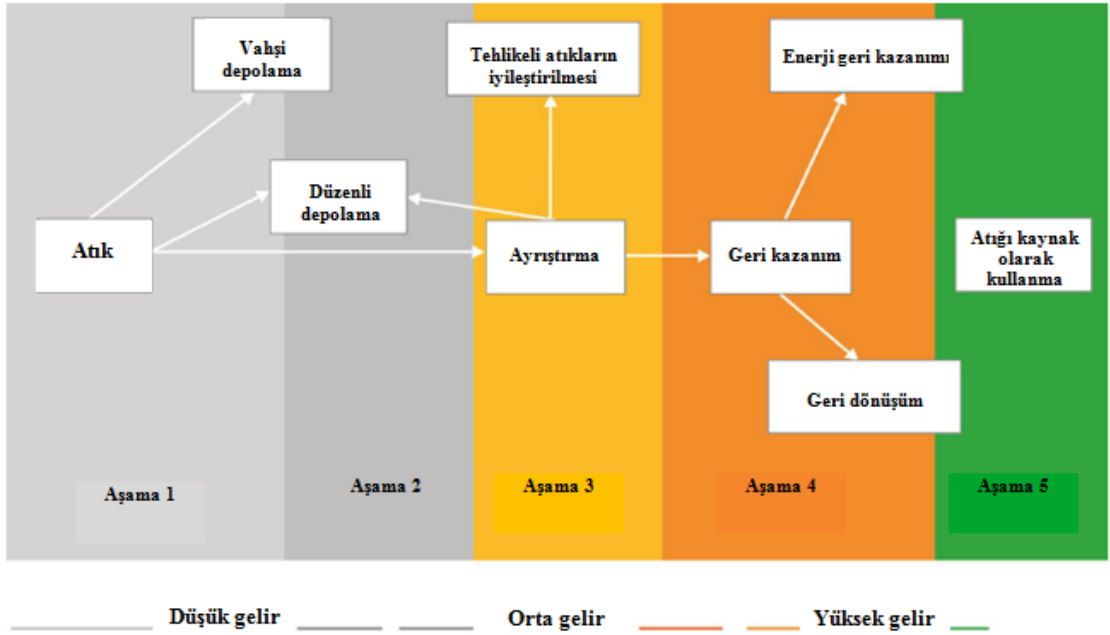 Vahşi
depolama
Tehlikeli atıkların
iyileştirilmesi
Enerji geri kazanımı
Düzenli
depolama
Atık
Ayrıştırma
Geri kazanım
Atığı kaynak
olarak
kullanma
Geri dönüşüm
Aşama 1
Aşama 2
Aşama 3
Aşama 4
Aşama 5
Düşük gelir
Orta gelir
Yüksek gelir